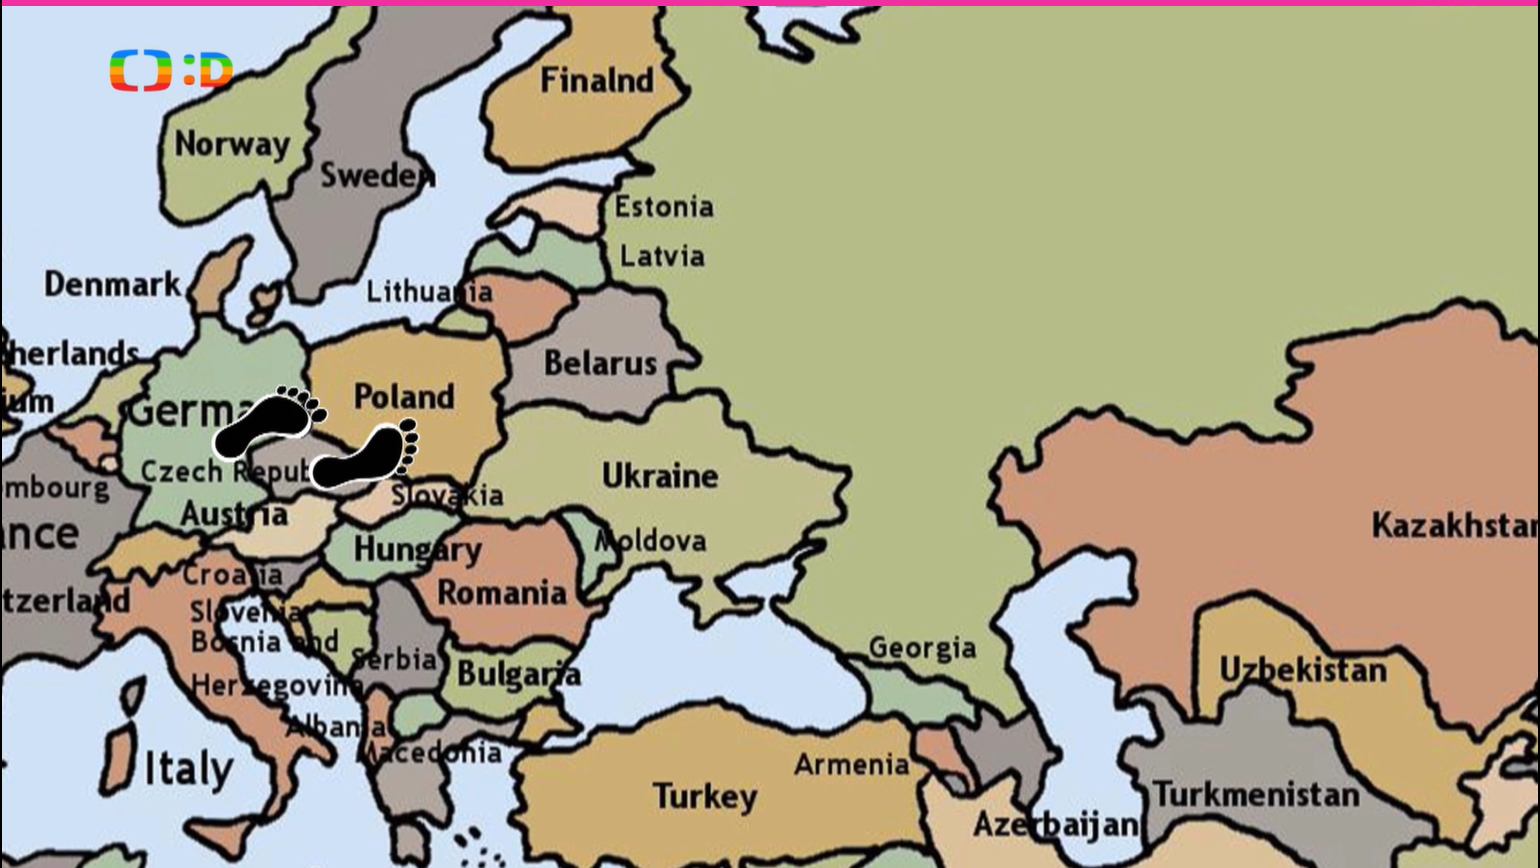 :D
Finalnd
Norway
Sweden
Estonia
Latvia
Denmark
Lithuania
herlands
Belarus
Poland
ium
Germa
Czech Repub
Ukraine
mbourg
Slovakia
Austria
Kazakhstan
nce
Moldova
Hungary
Croatia
Romania
tzerland
Slovenia
Bosnia and
Herzegovina
Serbia
Georgia
Bulgaria
Uzbekistan
Albania
Macedonia
Italy
Armenia
Turkey
Turkmenistan
Azerbaijan